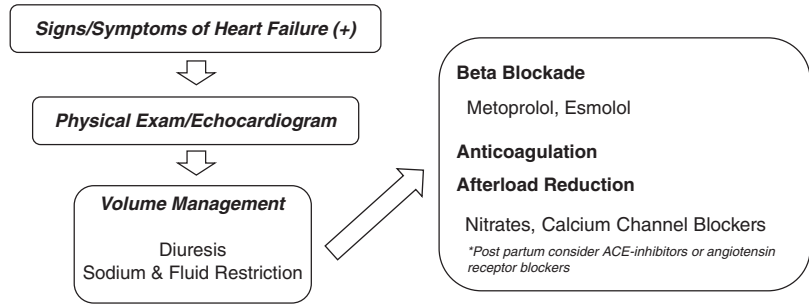 Signs/Symptoms of Heart Failure (+)
Physical Exam/Echocardiogram
Volume Management
Diuresis
Sodium & Fluid Restriction
Beta Blockade
Metoprolol, Esmolol
Anticoagulation
Afterload Reduction
Nitrates, Calcium Channel Blockers
*Post partum consider ACE-inhibitors or angiotensin
receptor blockers